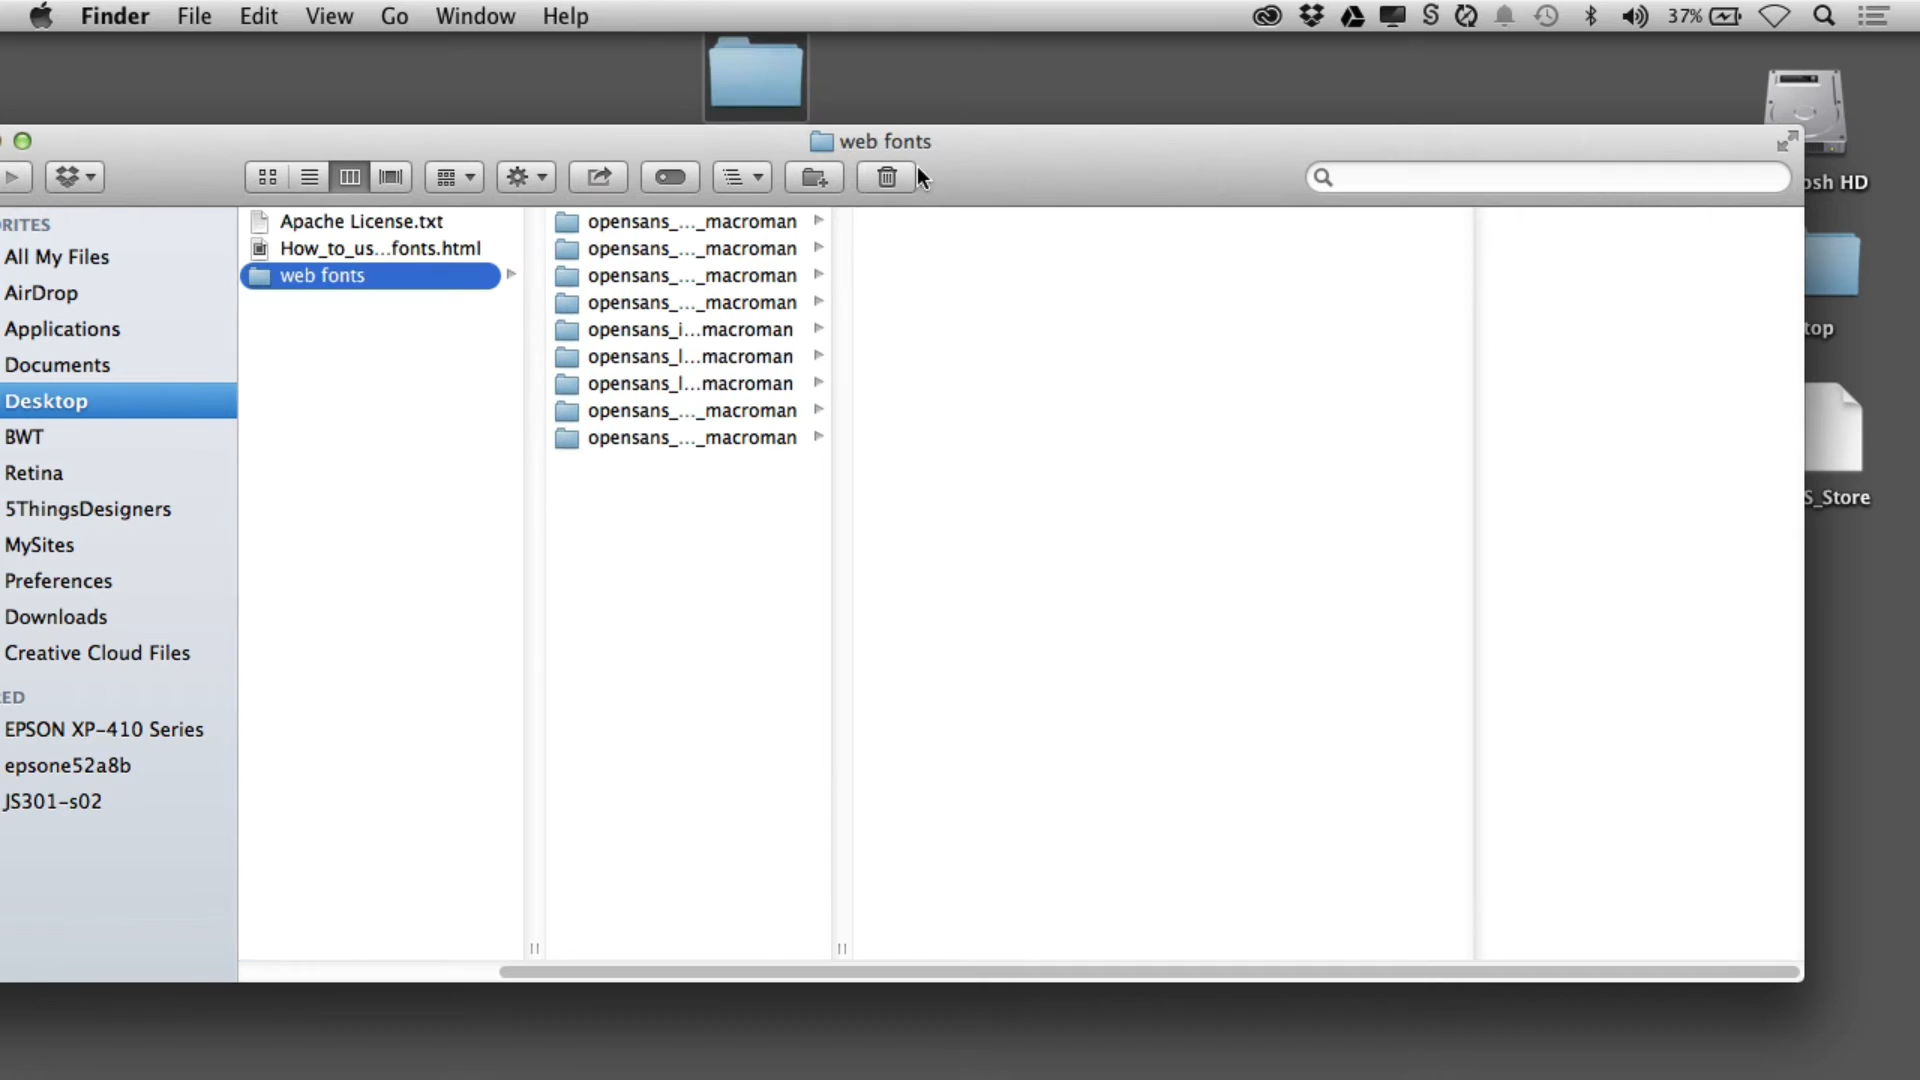 Finder File Edit View Go Window Help 37%
web fonts
RITES
All My Files
AirDrop
Applications
Documents
Desktop
BWT
Retina
5ThingsDesigners
MySites
Preferences
Downloads
Creative Cloud Files
ED
EPSON XP-410 Series
epsone52a8b
JS301-s02
Apache License.txt
How_to_us...fonts.html
web fonts
opensans_..._macroman
opensans_..._macroman
opensans_..._macroman
opensans_..._macroman
opensans_i...macroman
opensans_l...macroman
opensans_l...macroman
opensans_..._macroman
opensans_..._macroman
osh HD
top
S_Store